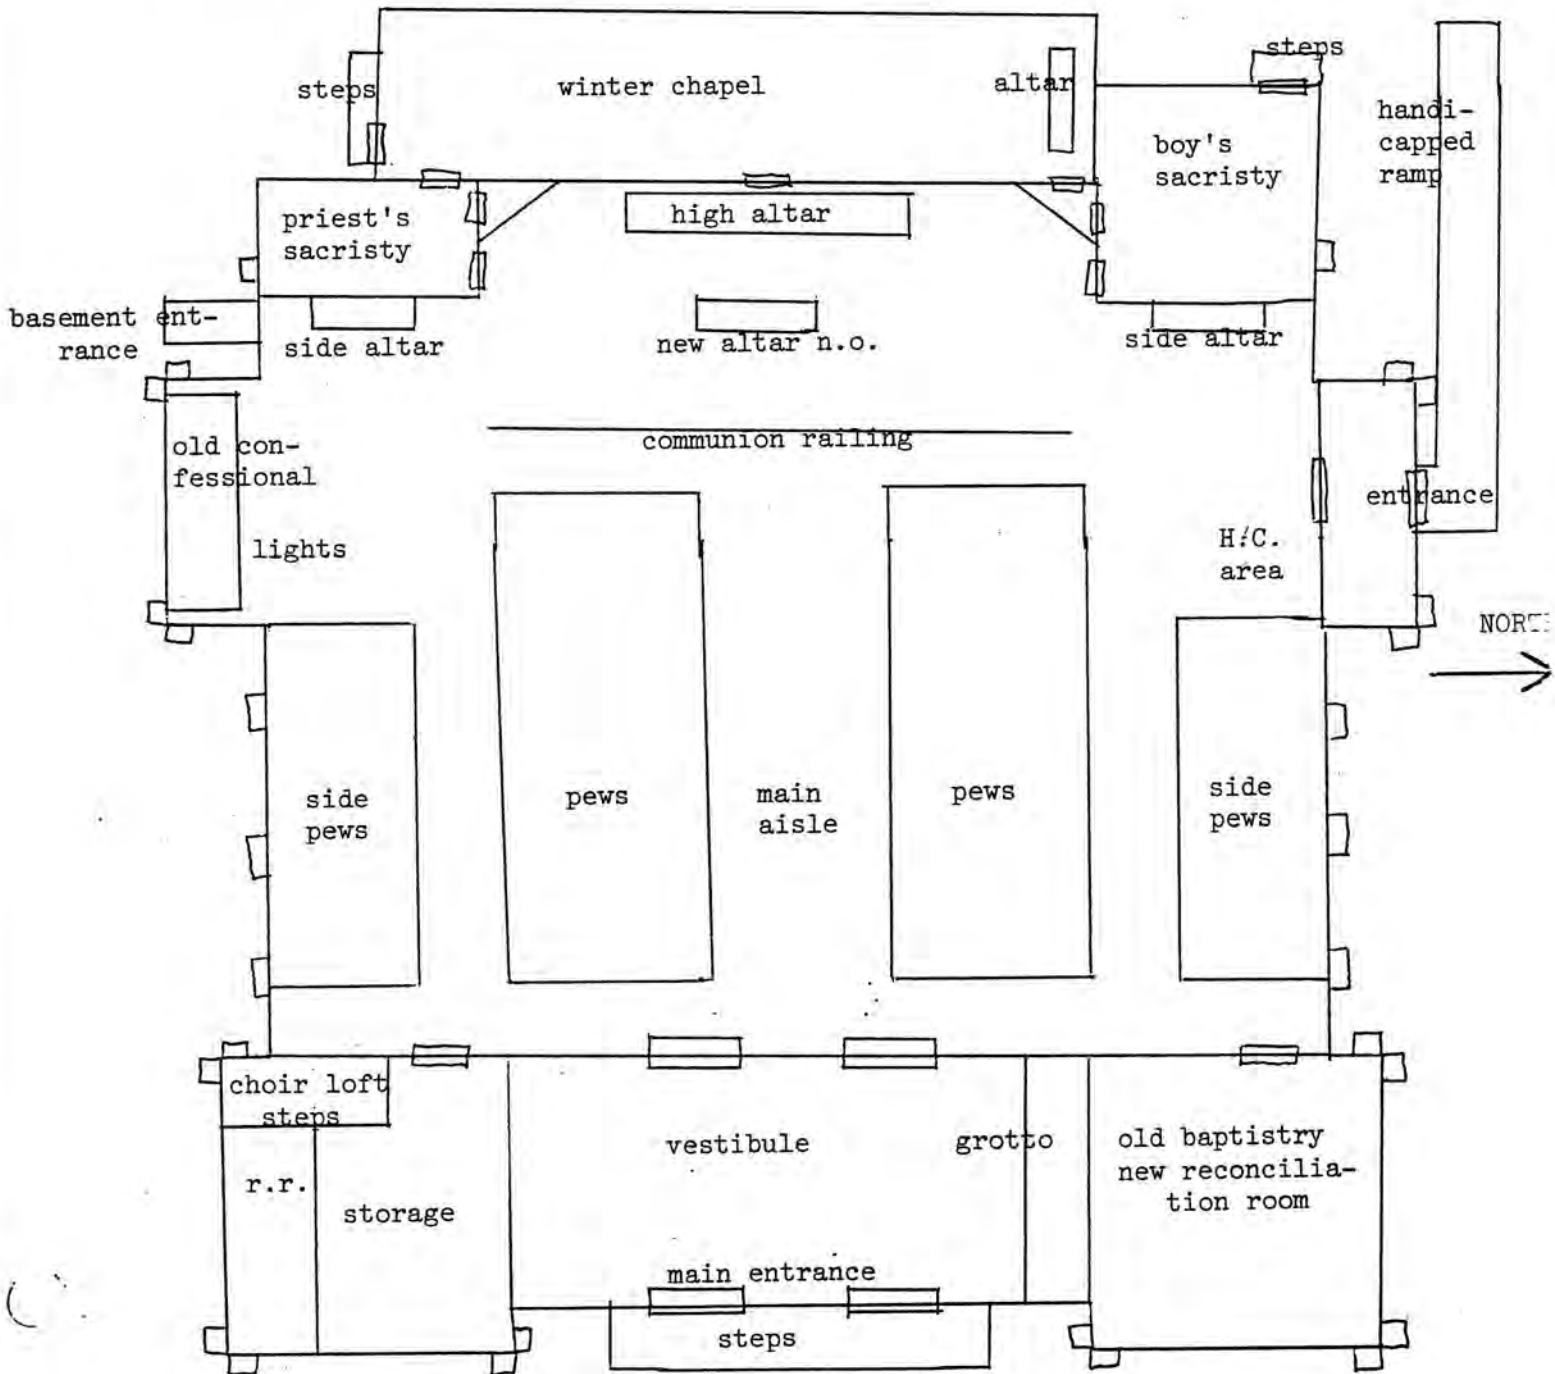 steps
winter chapel
altar
steps
handi-
capped
ramp
boy's
sacristy
priest's
sacristy
high altar
basement ent-
rance
side altar
new altar n.o.
side altar
communion railing
old con-
fessional
lights
entrance
H.C.
area
NORTH
side
pews
pews
main
aisle
pews
side
pews
choir loft
steps
r.r.
storage
vestibule
grotto
old baptistry
new reconcilia-
tion room
main entrance
steps